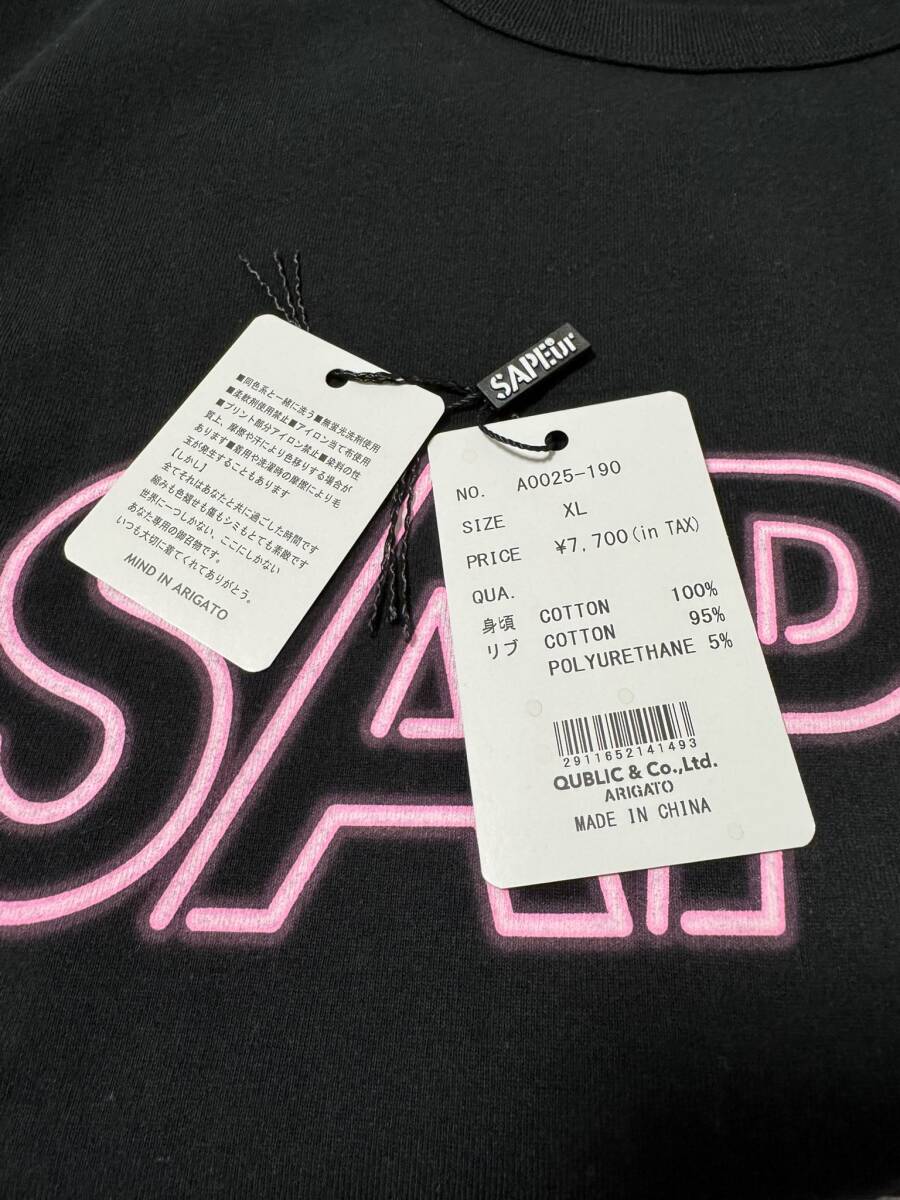 ■同色系と一緒に洗う■無蛍光洗剤使用
■柔軟剤使用禁止■アイロン当て布使用
■プリント部分アイロン禁止■染料の性
質上、摩擦や汗により色移りする場合が
あります■着用や洗濯時の摩擦により毛
玉が発生することもあります
【しかし】
全てそれはあなたと共に過ごした時間です
縮みも色褪せも傷もシミもとても素敵です
世界に一つしかない、ここにしかない
あなた専用の御召物です。
いつも大切に着てくれてありがとう。
MIND IN ARIGATO
SAPEur
NO. A0025-190
SIZE XL
PRICE ¥7,700(in TAX)
QUA.
身頃 COTTON 100%
リブ COTTON 95%
POLYURETHANE 5%
2911652141493
QUBLIC & Co.,Ltd.
ARIGATO
MADE IN CHINA
SAP